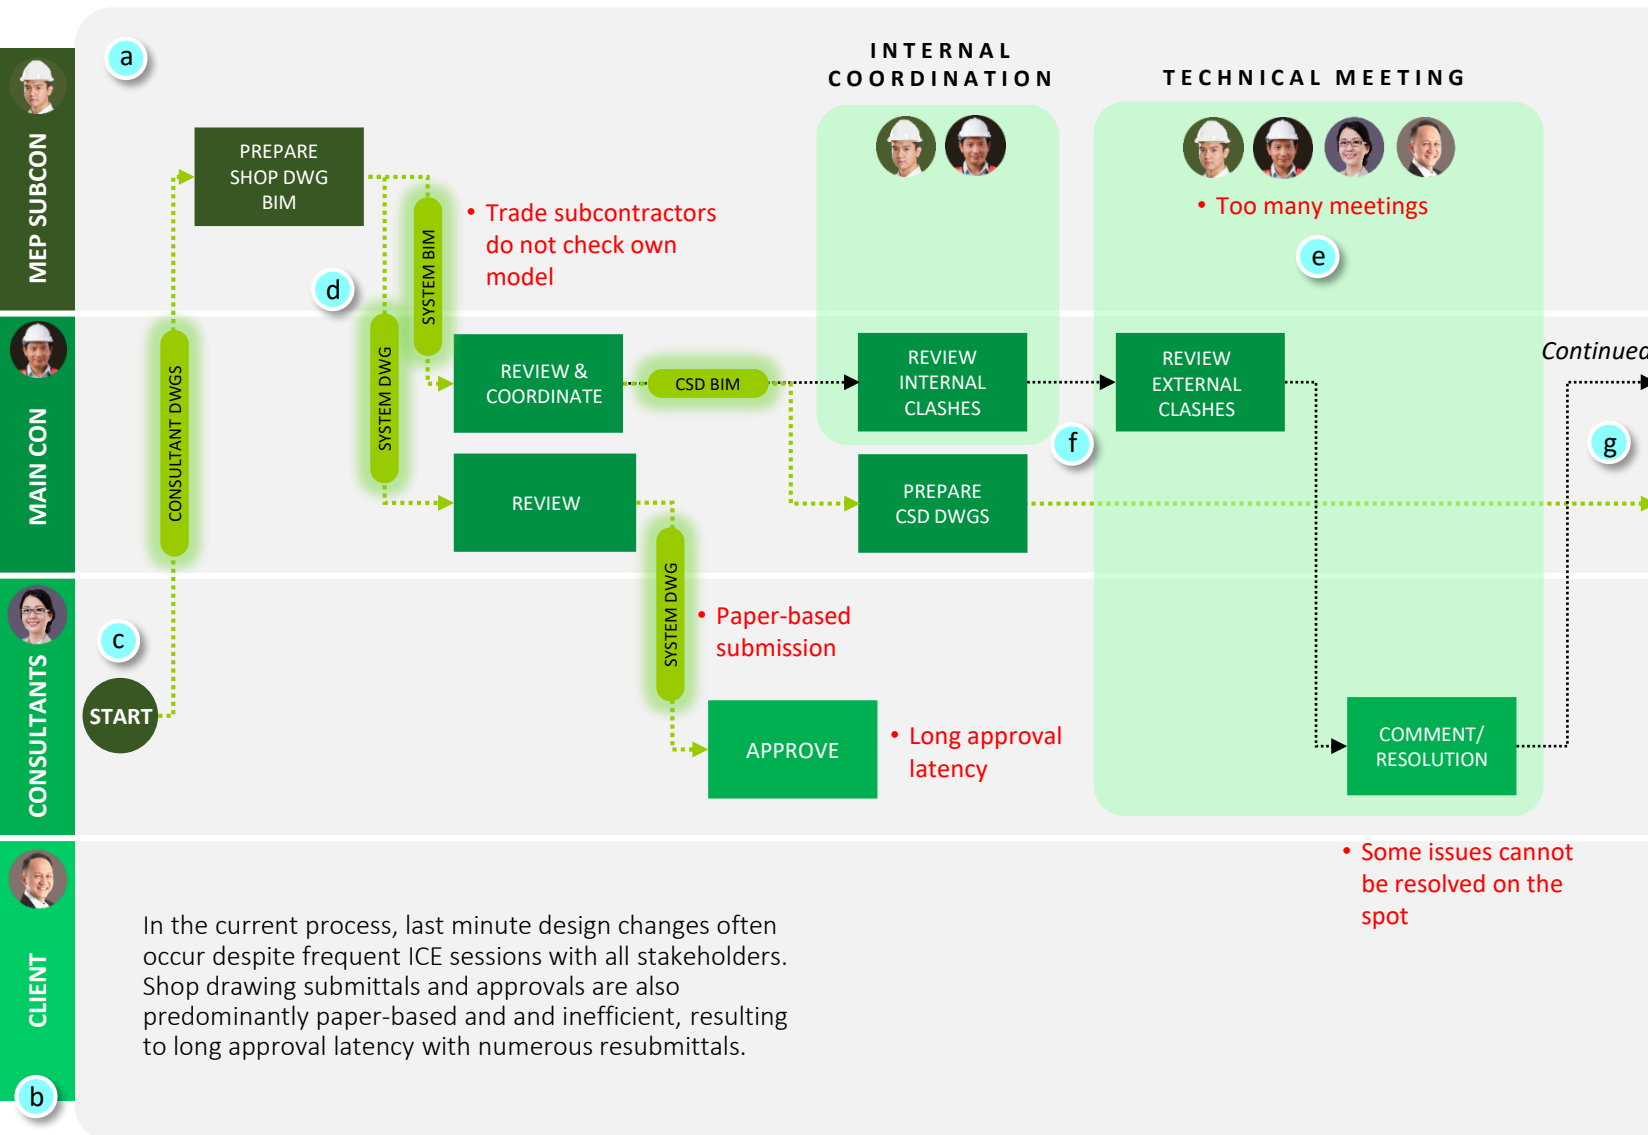 a
INTERNAL
COORDINATION
TECHNICAL MEETING
MEP SUBCON
PREPARE
SHOP DWG
BIM
• Trade subcontractors
do not check own
model
• Too many meetings
SYSTEM BIM
d
e
MAIN CON
CONSULTANT DWGS
SYSTEM DWG
REVIEW &
COORDINATE
CSD BIM
REVIEW
INTERNAL
CLASHES
REVIEW
EXTERNAL
CLASHES
Continued
f
g
REVIEW
PREPARE
CSD DWGS
CONSULTANTS
c
START
SYSTEM DWG
• Paper-based
submission
APPROVE
• Long approval
latency
COMMENT/
RESOLUTION
• Some issues cannot
be resolved on the
spot
CLIENT
In the current process, last minute design changes often
occur despite frequent ICE sessions with all stakeholders.
Shop drawing submittals and approvals are also
predominantly paper-based and and inefficient, resulting
to long approval latency with numerous resubmittals.
b